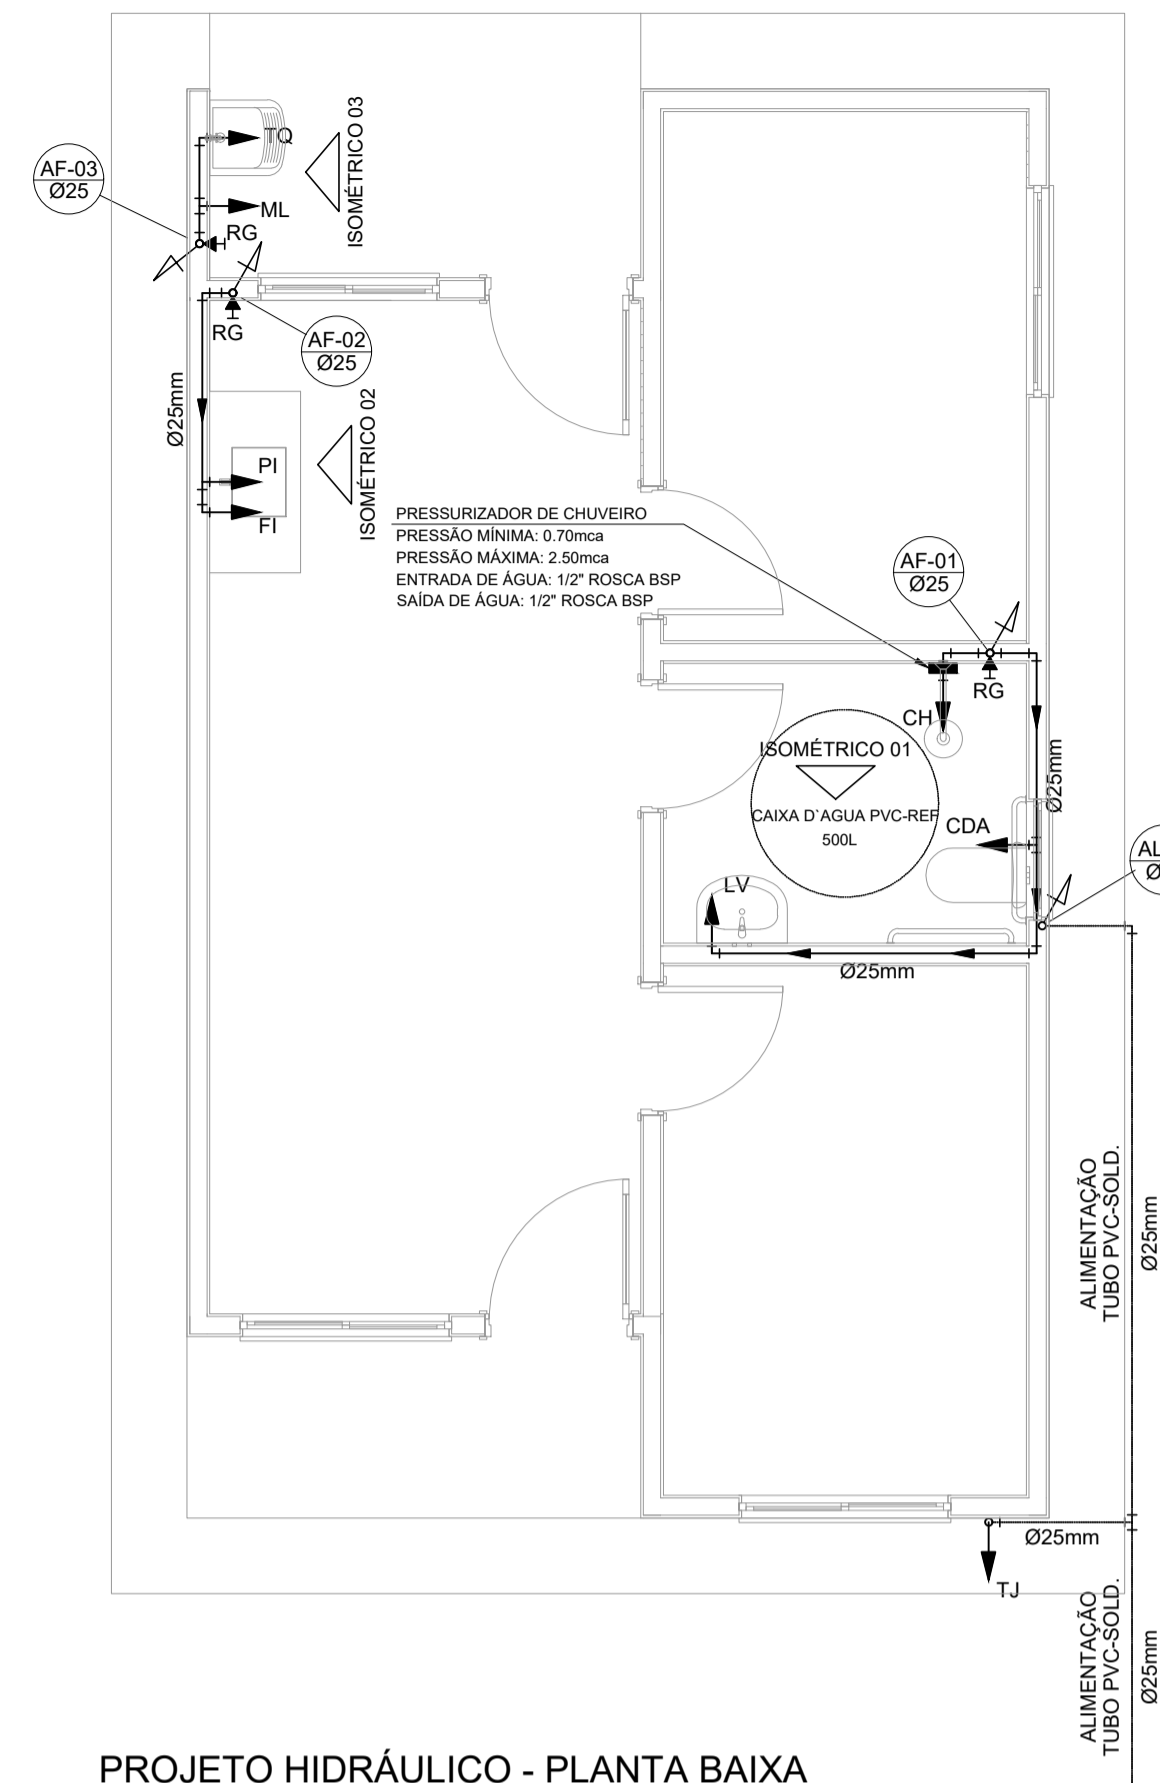 TQ
ISOMÉTRICO 03
AF-03
Ø25
ML
RG
RG
AF-02
Ø25
Ø25mm
ISOMÉTRICO 02
PI
FI
PRESSURIZADOR DE CHUVEIRO
PRESSÃO MÍNIMA: 0.70mca
PRESSÃO MÁXIMA: 2.50mca
ENTRADA DE ÁGUA: 1/2" ROSCA BSP
SAÍDA DE ÁGUA: 1/2" ROSCA BSP
AF-01
Ø25
RG
CH
ISOMÉTRICO 01
Ø25mm
CAIXA D`AGUA PVC-REF
500L
CDA
AL
Ø
LV
Ø25mm
ALIMENTAÇÃO
TUBO PVC-SOLD.
Ø25mm
Ø25mm
TJ
ALIMENTAÇÃO
TUBO PVC-SOLD.
Ø25mm
PROJETO HIDRÁULICO - PLANTA BAIXA